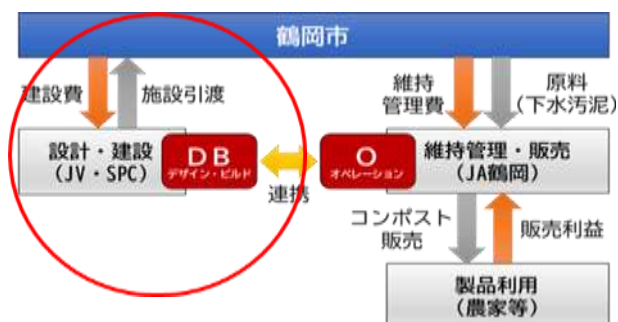 鶴岡市
建設費
施設引渡
維持
管理費
原料
(下水汚泥)
設計・建設
(JV・SPC)
DB
デザイン・ビルド
連携
O
オペレーション
維持管理・販売
(JA鶴岡)
コンポスト
販売
販売利益
製品利用
(農家等)